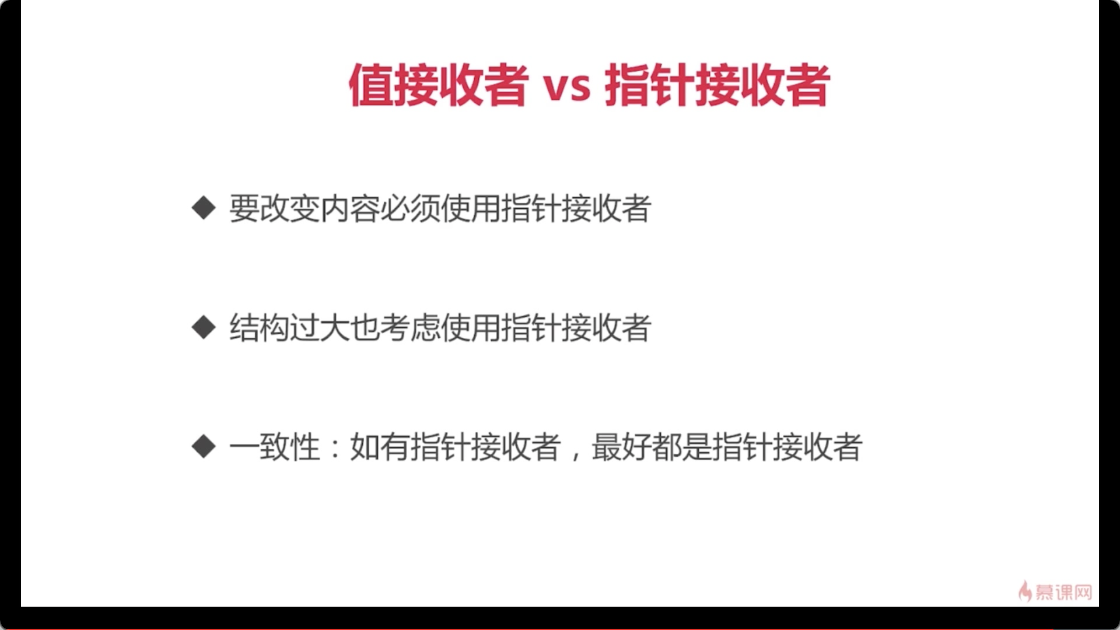 值接收者 vs 指针接收者
◆ 要改变内容必须使用指针接收者
◆ 结构过大也考虑使用指针接收者
◆ 一致性：如有指针接收者，最好都是指针接收者
慕课网